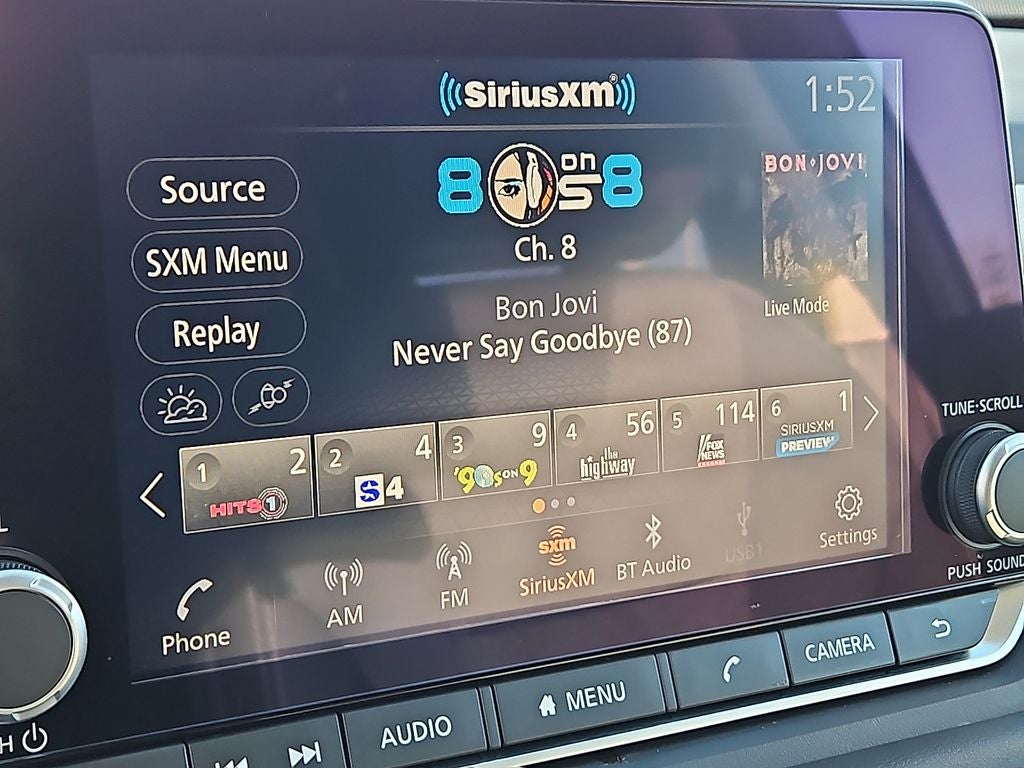 SiriusXM
1:52
Source
SXM Menu
Replay
80s on 8
Ch. 8
Bon Jovi
Never Say Goodbye (87)
BON JOVI
Live Mode
1 2
HITS 1
2 4
S 4
3 9
'90s ON 9
4 56
the highway
5 114
FOX NEWS CHANNEL
6 1
SIRIUSXM
PREVIEW
Phone
AM
FM
sxm
SiriusXM
BT Audio
USB1
Settings
TUNE·SCROLL
PUSH SOUND
AUDIO
MENU
CAMERA